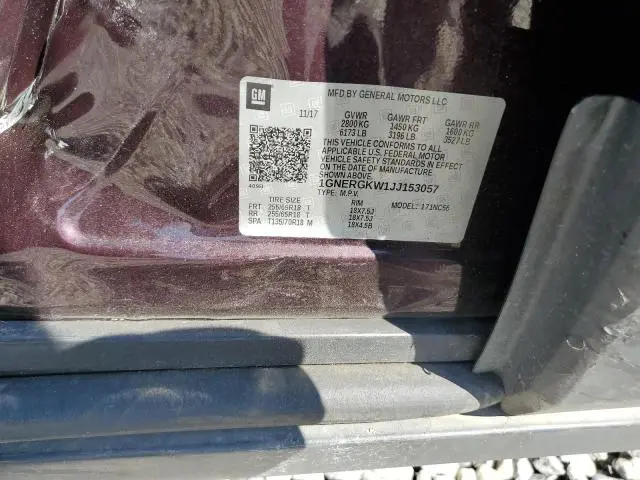 GM
MFD BY GENERAL MOTORS LLC
11/17
GVWR GAWR FRT GAWR RR
2800 KG 1450 KG 1600 KG
6173 LB 3196 LB 3527 LB
THIS VEHICLE CONFORMS TO ALL
APPLICABLE U.S. FEDERAL MOTOR
VEHICLE SAFETY STANDARDS IN EFFECT
ON THE DATE OF MANUFACTURE
SHOWN ABOVE.
1GNERGKW1JJ153057
TYPE: M.P.V. MODEL: 1NC56
TIRE SIZE RIM
FRT 255/65R18 T 18X7.5J
RR 255/65R18 T 18X7.5J
SPA T135/70R18 M 18X4.5B